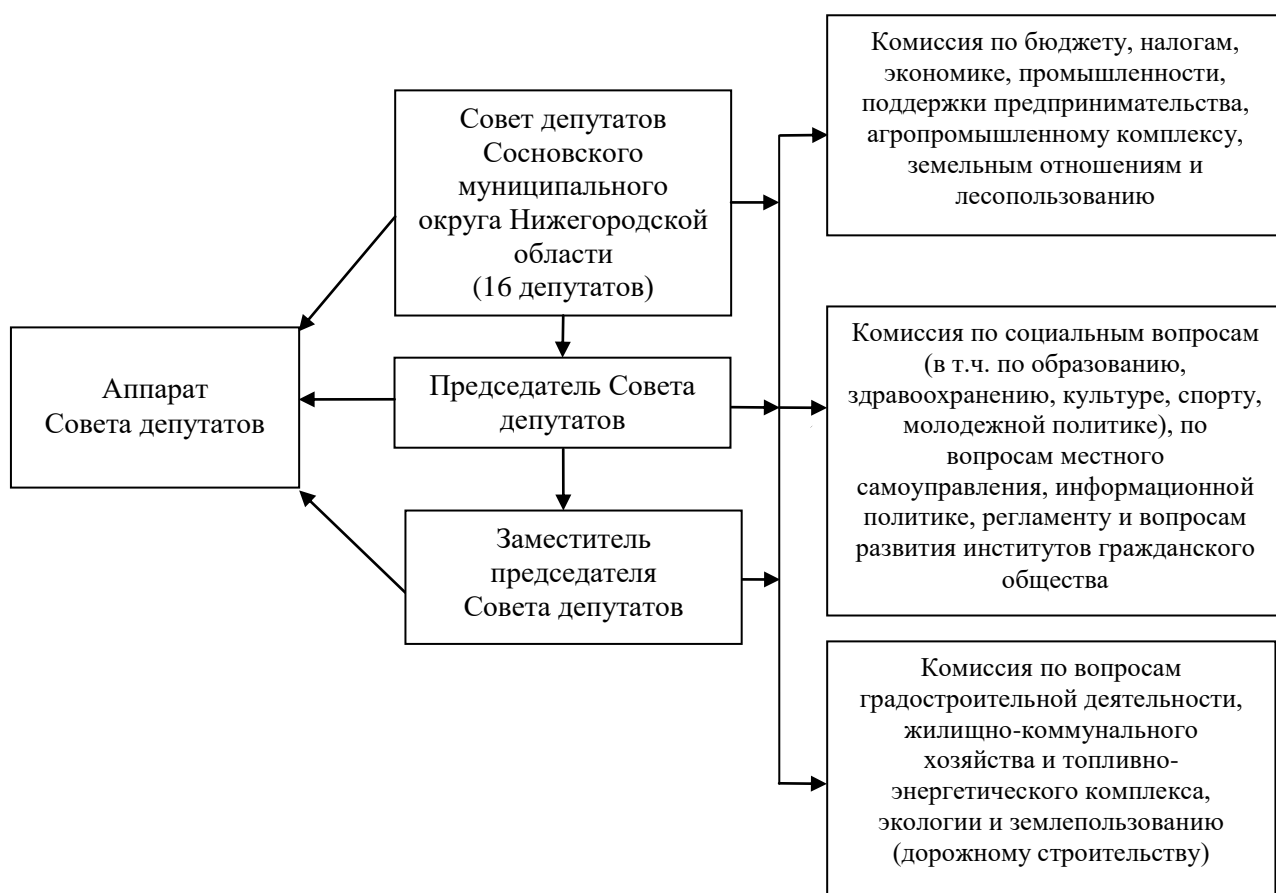 Комиссия по бюджету, налогам,
экономике, промышленности,
поддержки предпринимательства,
агропромышленному комплексу,
земельным отношениям и
лесопользованию
Совет депутатов
Сосновского
муниципального
округа Нижегородской
области
(16 депутатов)
Аппарат
Совета депутатов
Председатель Совета
депутатов
Комиссия по социальным вопросам
(в т.ч. по образованию,
здравоохранению, культуре, спорту,
молодежной политике), по
вопросам местного
самоуправления, информационной
политике, регламенту и вопросам
развития институтов гражданского
общества
Заместитель
председателя
Совета депутатов
Комиссия по вопросам
градостроительной деятельности,
жилищно-коммунального
хозяйства и топливно-
энергетического комплекса,
экологии и землепользованию
(дорожному строительству)